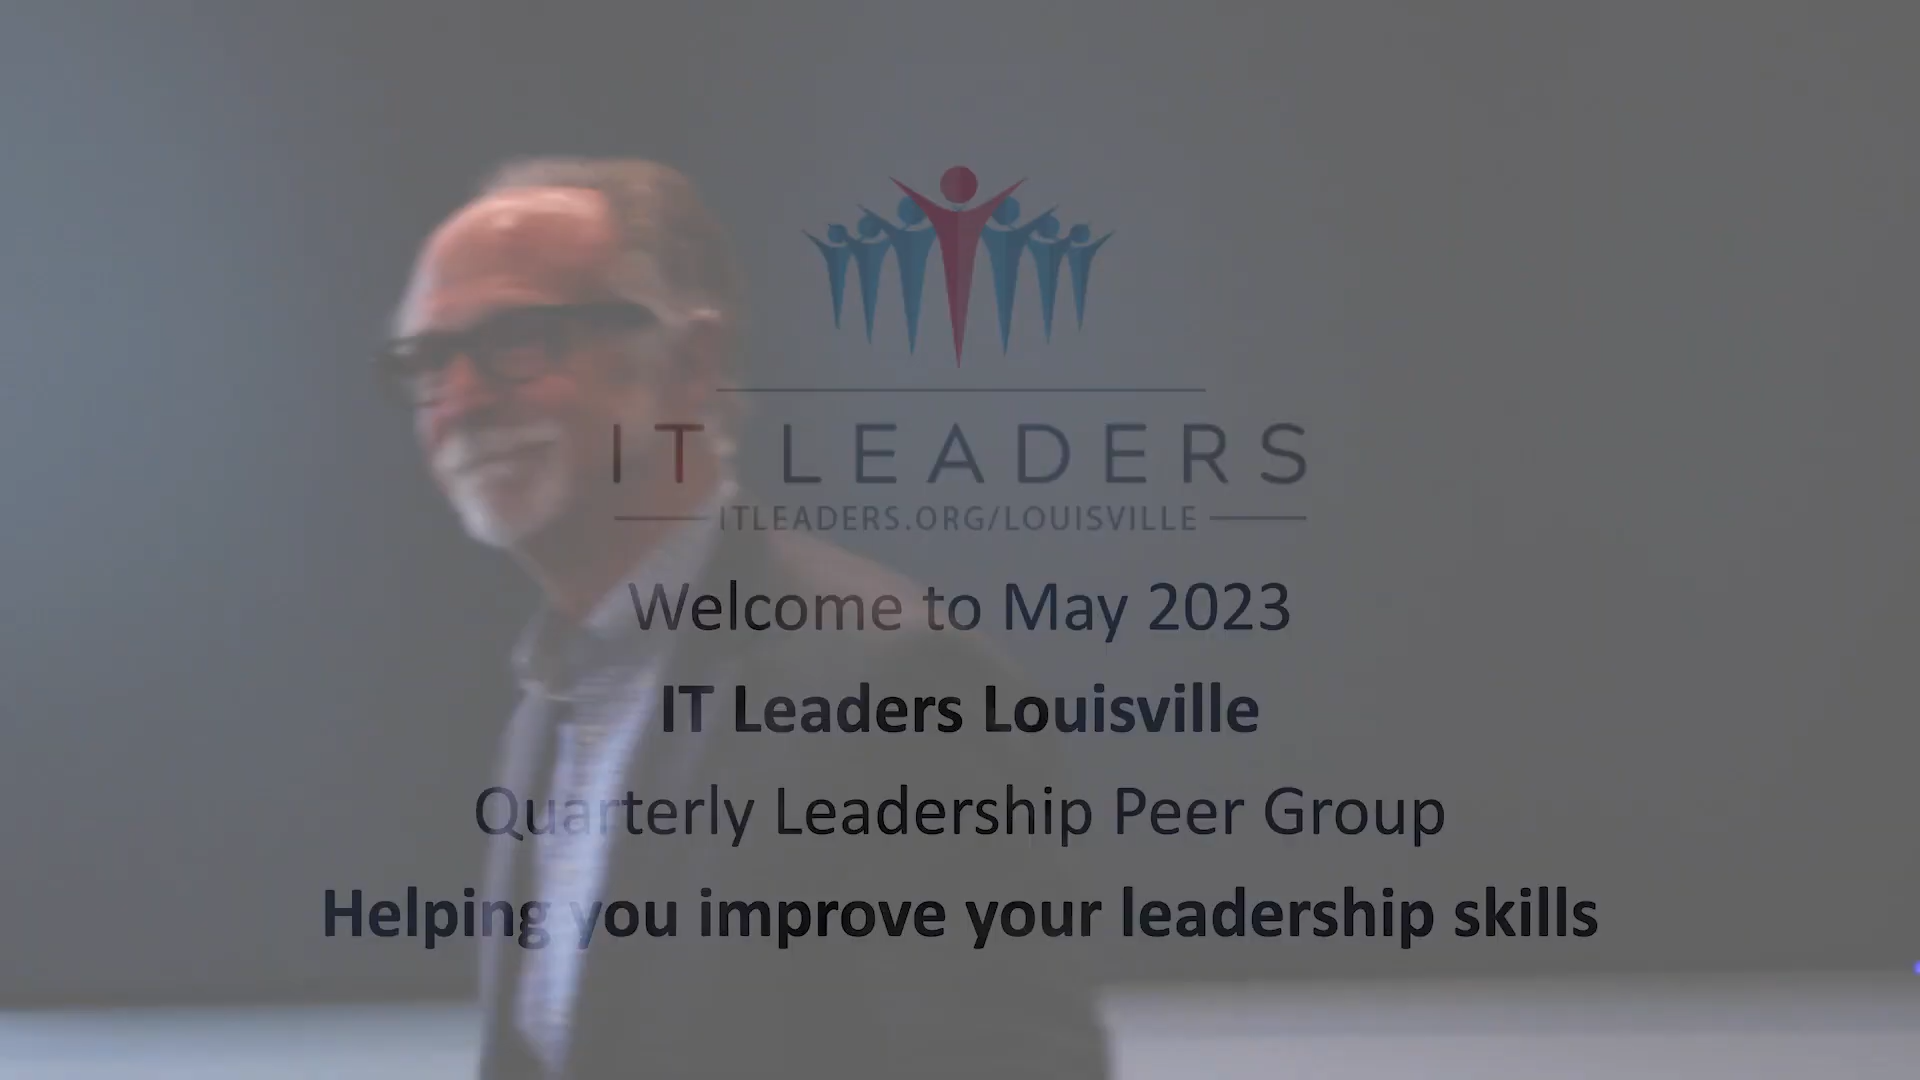 IT LEADERS
ITLEADERS.ORG/LOUISVILLE
Welcome to May 2023
IT Leaders Louisville
Quarterly Leadership Peer Group
Helping you improve your leadership skills